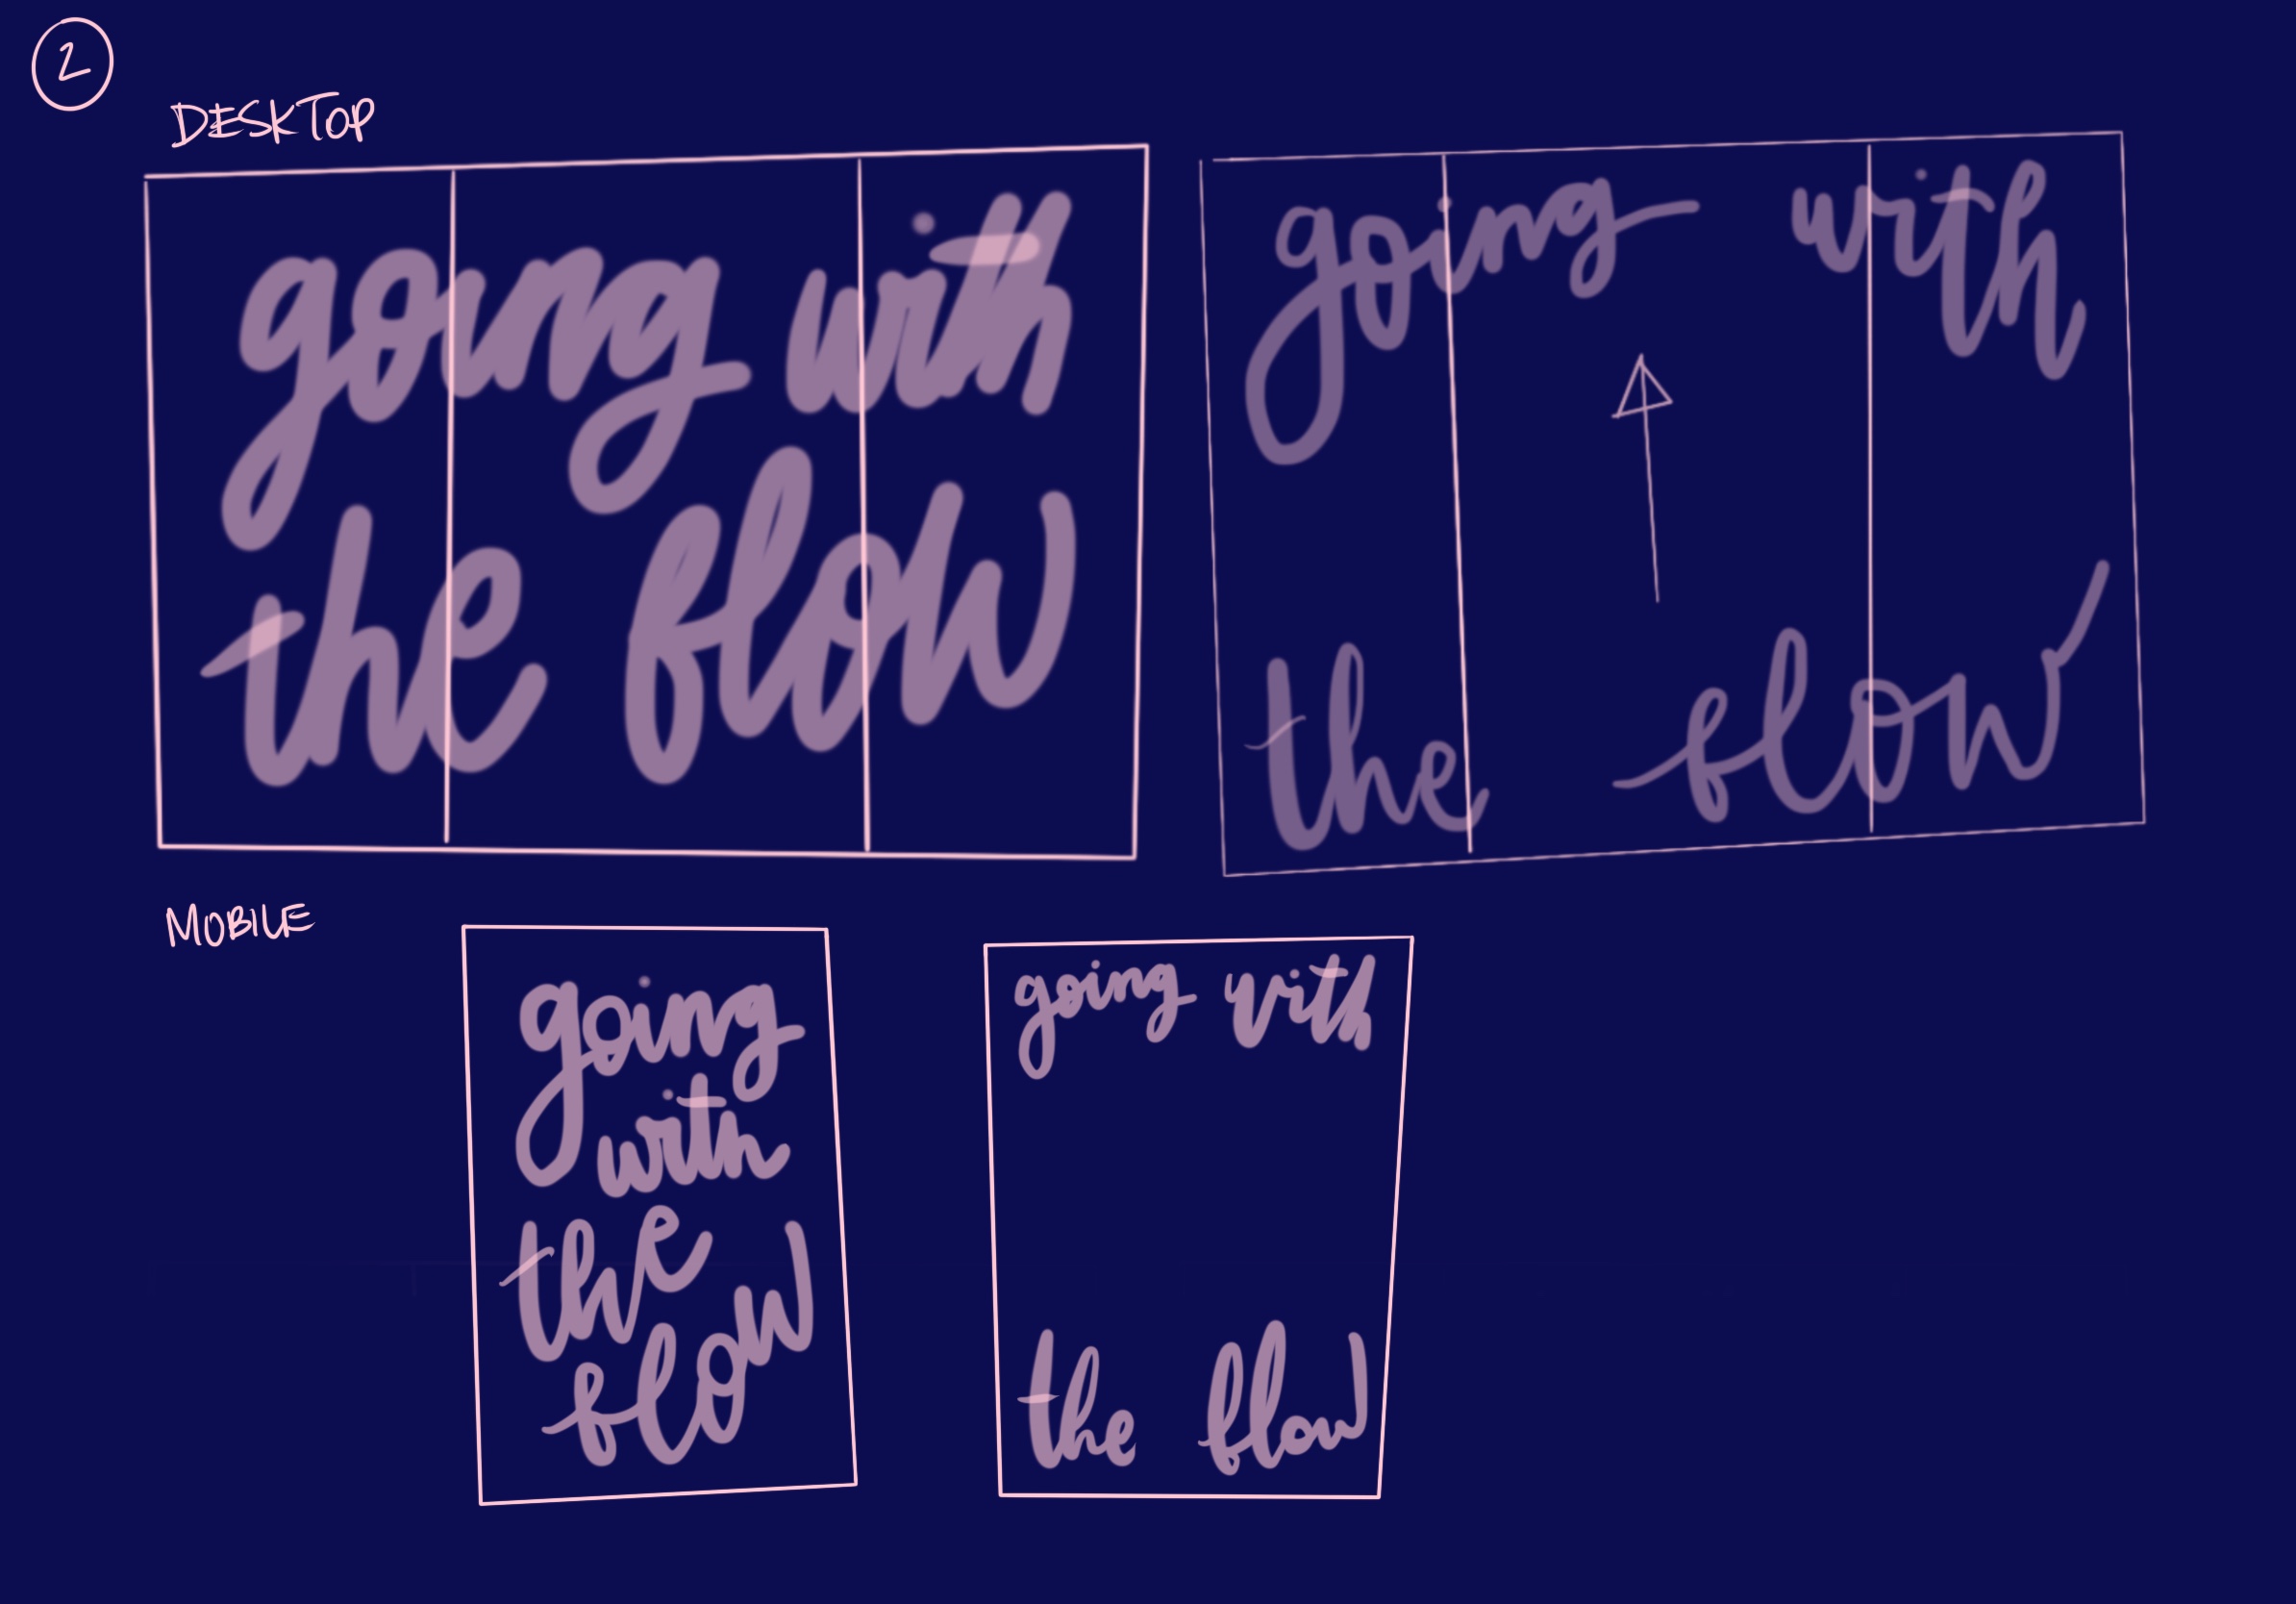 2
DESKTOP
going with
the flow
going with
the flow
MOBILE
going
with
the
flow
going with
the flow